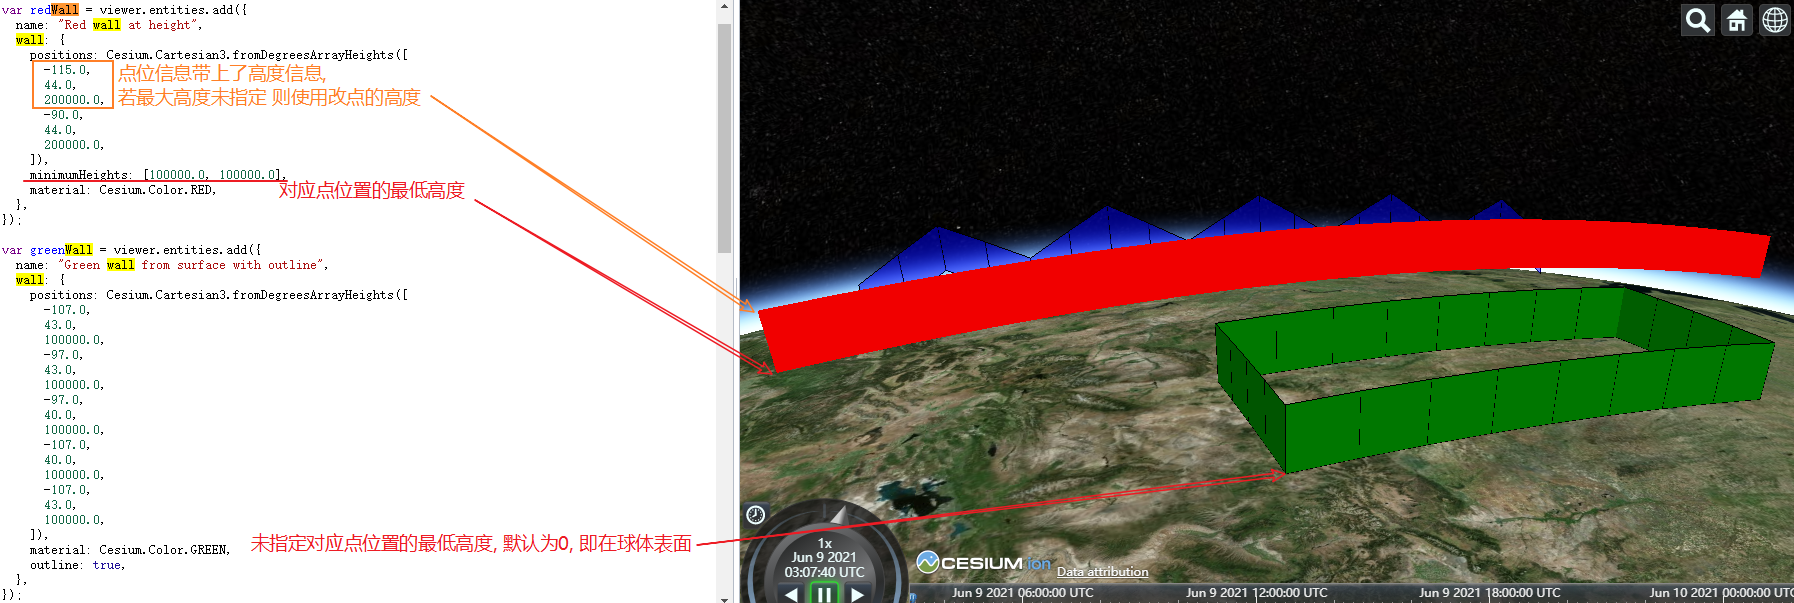 var redWall = viewer.entities.add({
name: "Red wall at height",
wall: {
positions: Cesium.Cartesian3.fromDegreesArrayHeights([
-115.0,
44.0,
200000.0,
-90.0,
44.0,
200000.0,
]),
minimumHeights: [100000.0, 100000.0],
material: Cesium.Color.RED,
},
});
点位信息带上了高度信息,
若最大高度未指定 则使用改点的高度
对应点位置的最低高度
var greenWall = viewer.entities.add({
name: "Green wall from surface with outline",
wall: {
positions: Cesium.Cartesian3.fromDegreesArrayHeights([
-107.0,
43.0,
100000.0,
-97.0,
43.0,
100000.0,
-97.0,
40.0,
100000.0,
-107.0,
40.0,
100000.0,
-107.0,
43.0,
100000.0,
]),
material: Cesium.Color.GREEN,
outline: true,
},
});
未指定对应点位置的最低高度, 默认为0, 即在球体表面
1x
Jun 9 2021
03:07:40 UTC
CESIUM ion
Data attribution
Jun 9 2021 06:00:00 UTC
Jun 9 2021 12:00:00 UTC
Jun 9 2021 18:00:00 UTC
Jun 10 2021 00:00:00 UTC